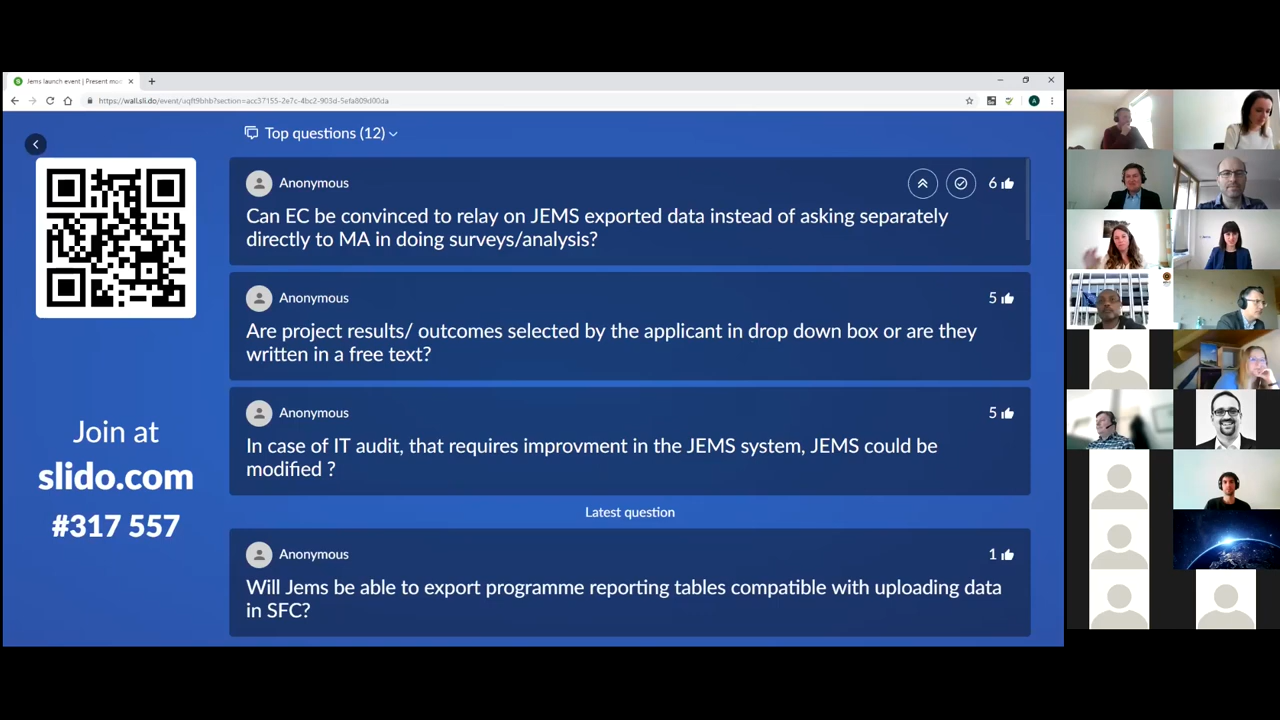 Jems launch event | Present mo
https://wall.sli.do/event/uqft9bhb?section=acc37155-2e7c-4bc2-903d-5efa809d00da
A
Top questions (12)
Anonymous
6
Can EC be convinced to relay on JEMS exported data instead of asking separately
directly to MA in doing surveys/analysis?
Anonymous
5
Are project results/ outcomes selected by the applicant in drop down box or are they
written in a free text?
Anonymous
5
In case of IT audit, that requires improvment in the JEMS system, JEMS could be
modified ?
Latest question
Anonymous
1
Will Jems be able to export programme reporting tables compatible with uploading data
in SFC?
Join at
slido.com
#317 557